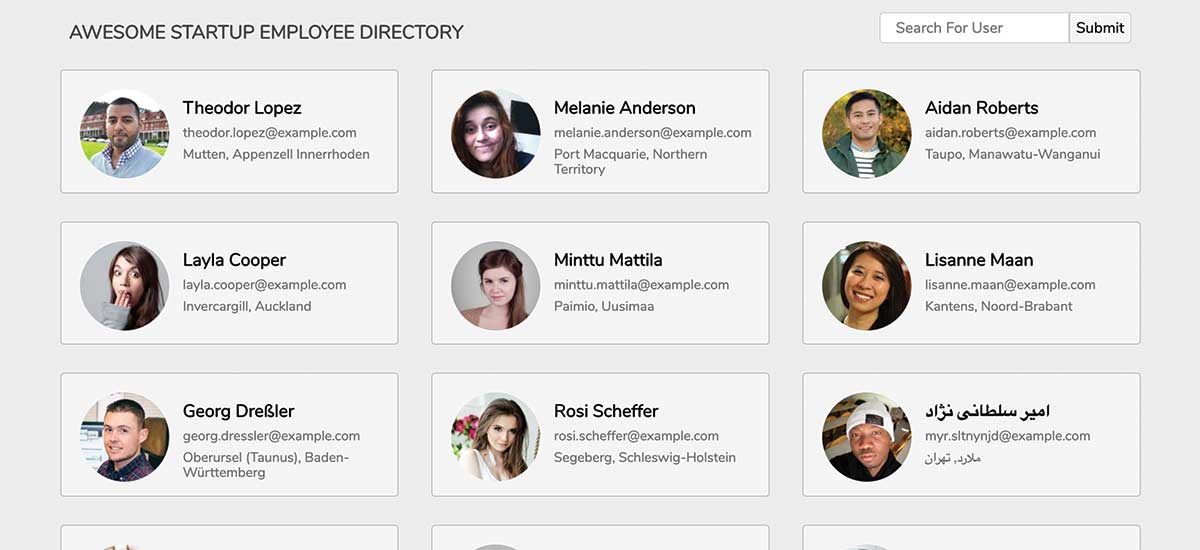 AWESOME STARTUP EMPLOYEE DIRECTORY
Search For User
Submit
Theodor Lopez
theodor.lopez@example.com
Mutten, Appenzell Innerrhoden
Melanie Anderson
melanie.anderson@example.com
Port Macquarie, Northern
Territory
Aidan Roberts
aidan.roberts@example.com
Taupo, Manawatu-Wanganui
Layla Cooper
layla.cooper@example.com
Invercargill, Auckland
Minttu Mattila
minttu.mattila@example.com
Paimio, Uusimaa
Lisanne Maan
lisanne.maan@example.com
Kantens, Noord-Brabant
Georg Dreßler
georg.dressler@example.com
Oberursel (Taunus), Baden-
Württemberg
Rosi Scheffer
rosi.scheffer@example.com
Segeberg, Schleswig-Holstein
امیر سلطانی نژاد
myr.sltnynjd@example.com
ملارد, تهران